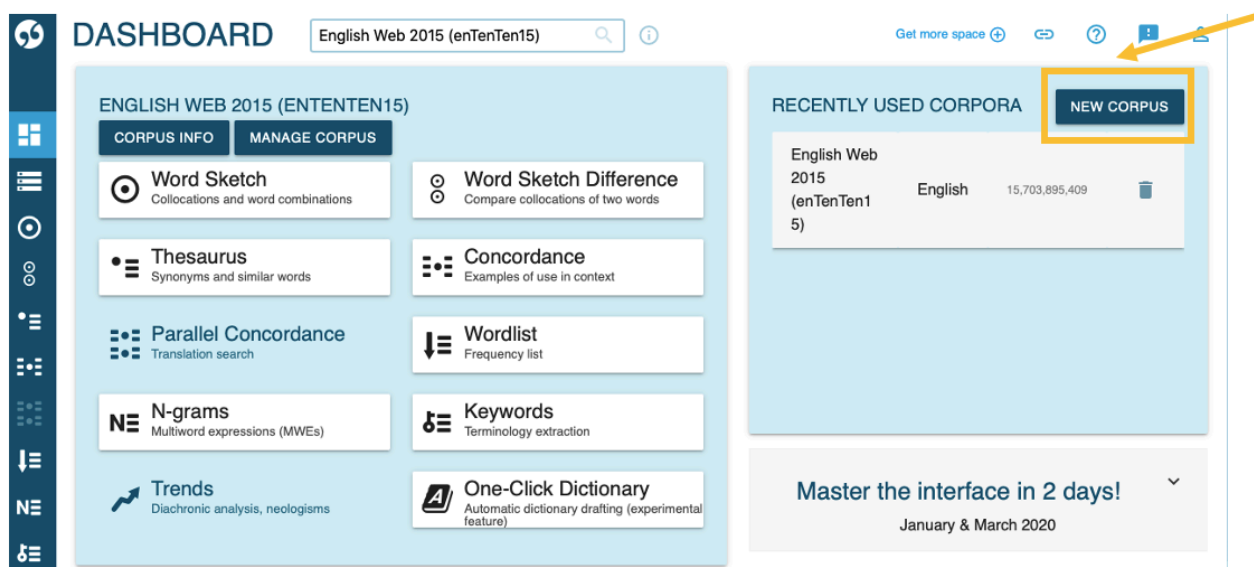 DASHBOARD
English Web 2015 (enTenTen15)
Get more space
ENGLISH WEB 2015 (ENTENTEN15)
CORPUS INFO
MANAGE CORPUS
Word Sketch
Collocations and word combinations
Word Sketch Difference
Compare collocations of two words
Thesaurus
Synonyms and similar words
Concordance
Examples of use in context
Parallel Concordance
Translation search
Wordlist
Frequency list
N-grams
Multiword expressions (MWEs)
Keywords
Terminology extraction
Trends
Diachronic analysis, neologisms
One-Click Dictionary
Automatic dictionary drafting (experimental
feature)
RECENTLY USED CORPORA
NEW CORPUS
English Web
2015
(enTenTen1
5)
English
15,703,895,409
Master the interface in 2 days!
January & March 2020